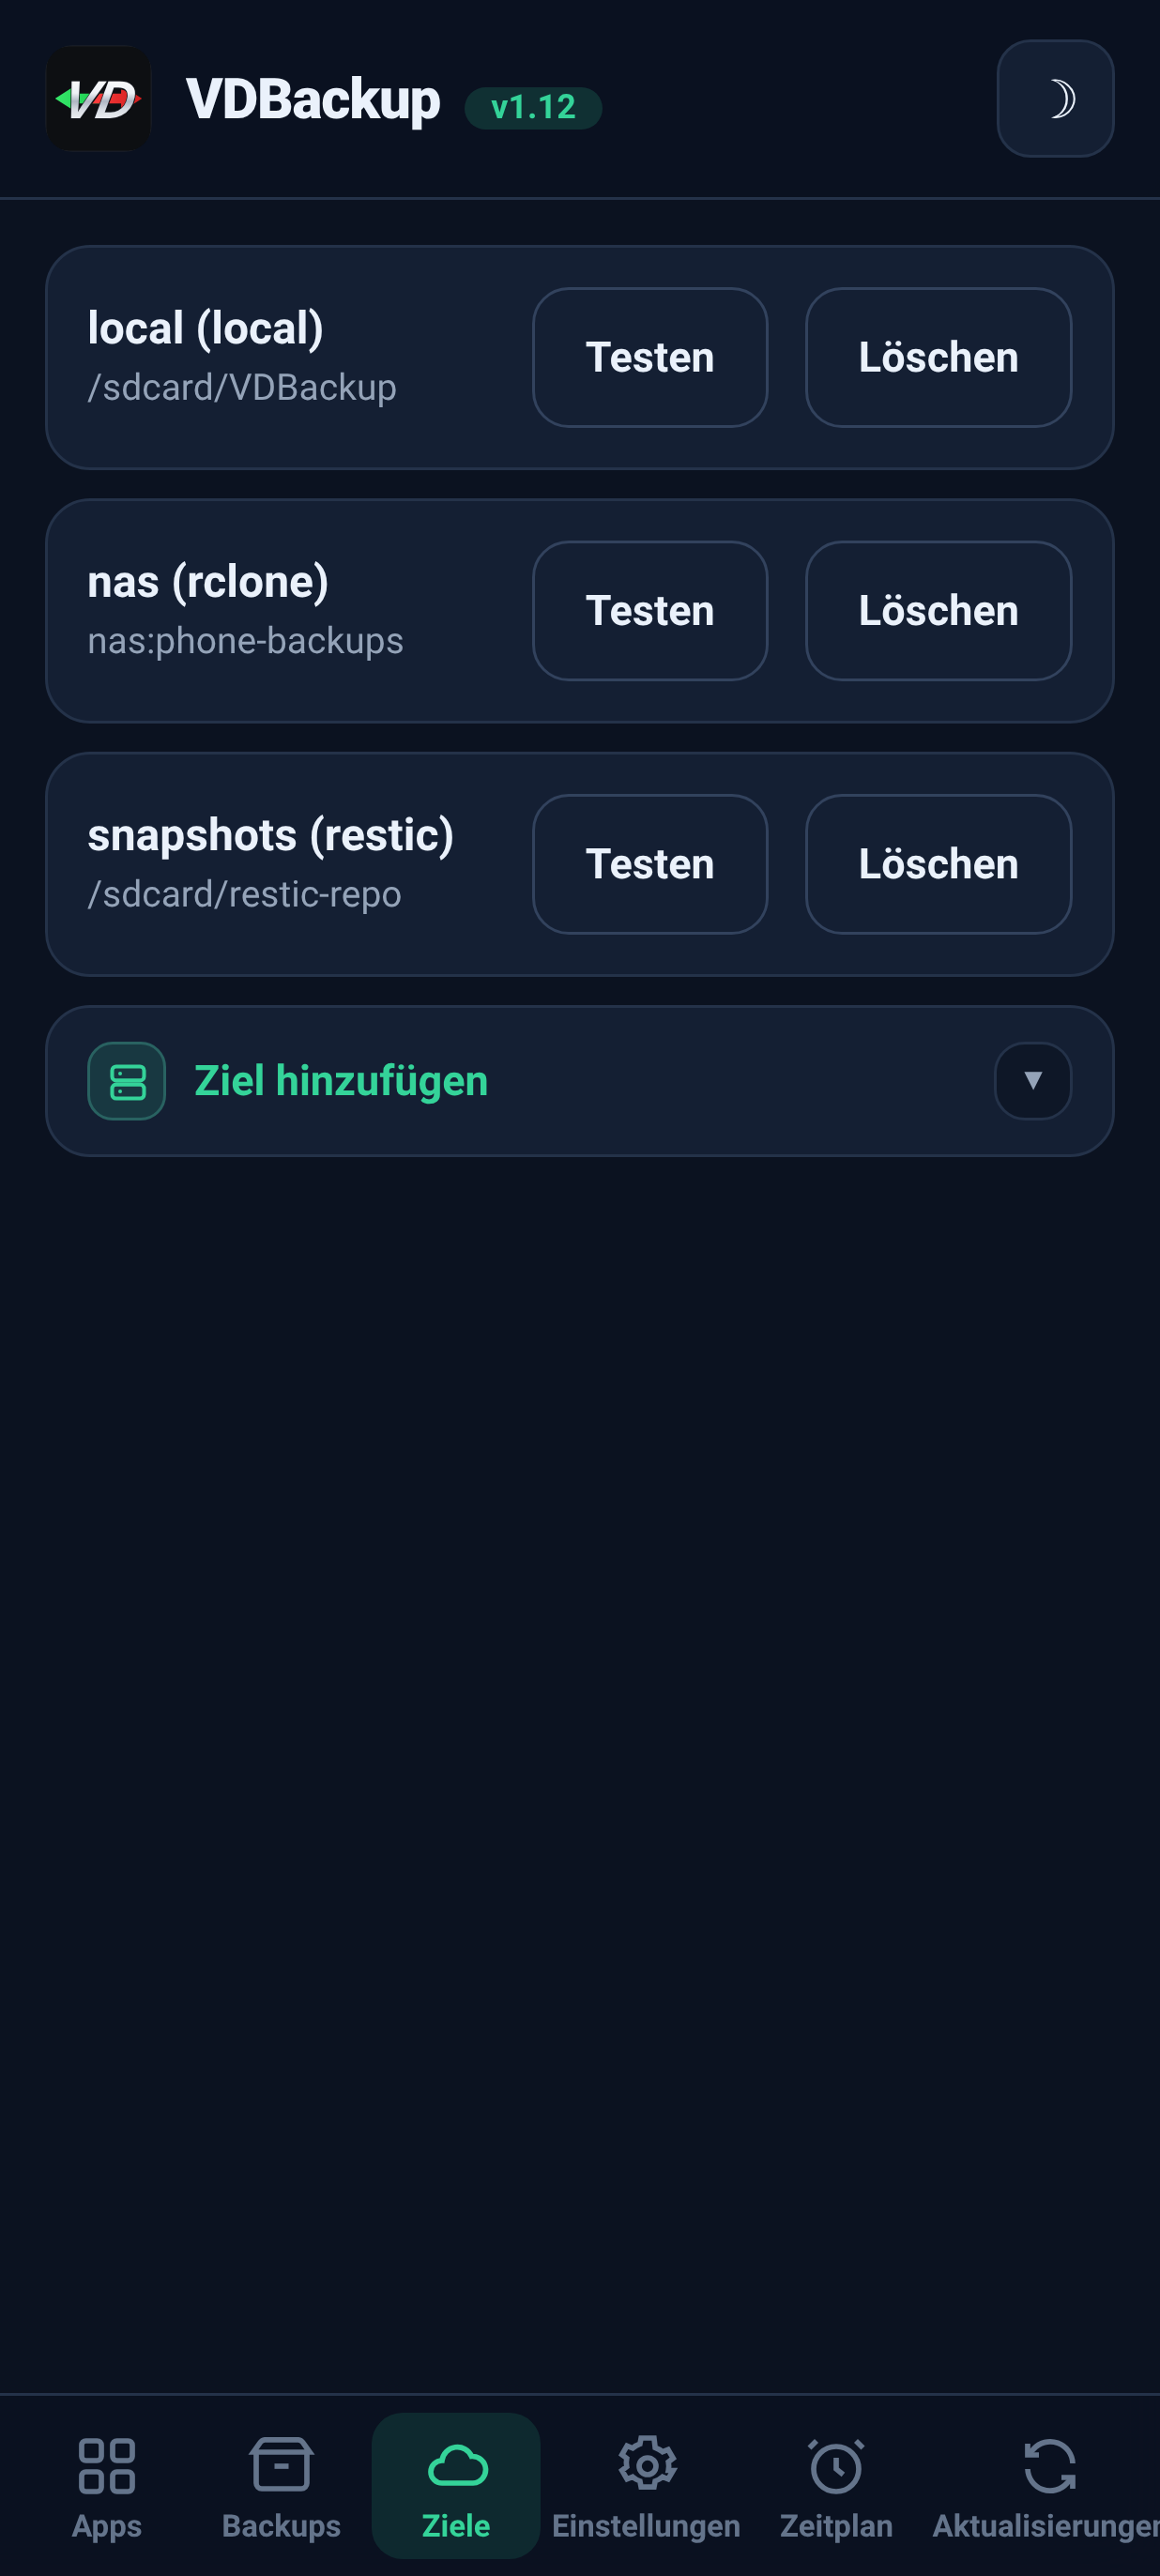 VD
VDBackup v1.12
local (local)
/sdcard/VDBackup
Testen
Löschen
nas (rclone)
nas:phone-backups
Testen
Löschen
snapshots (restic)
/sdcard/restic-repo
Testen
Löschen
Ziel hinzufügen
Apps
Backups
Ziele
Einstellungen
Zeitplan
Aktualisierungen